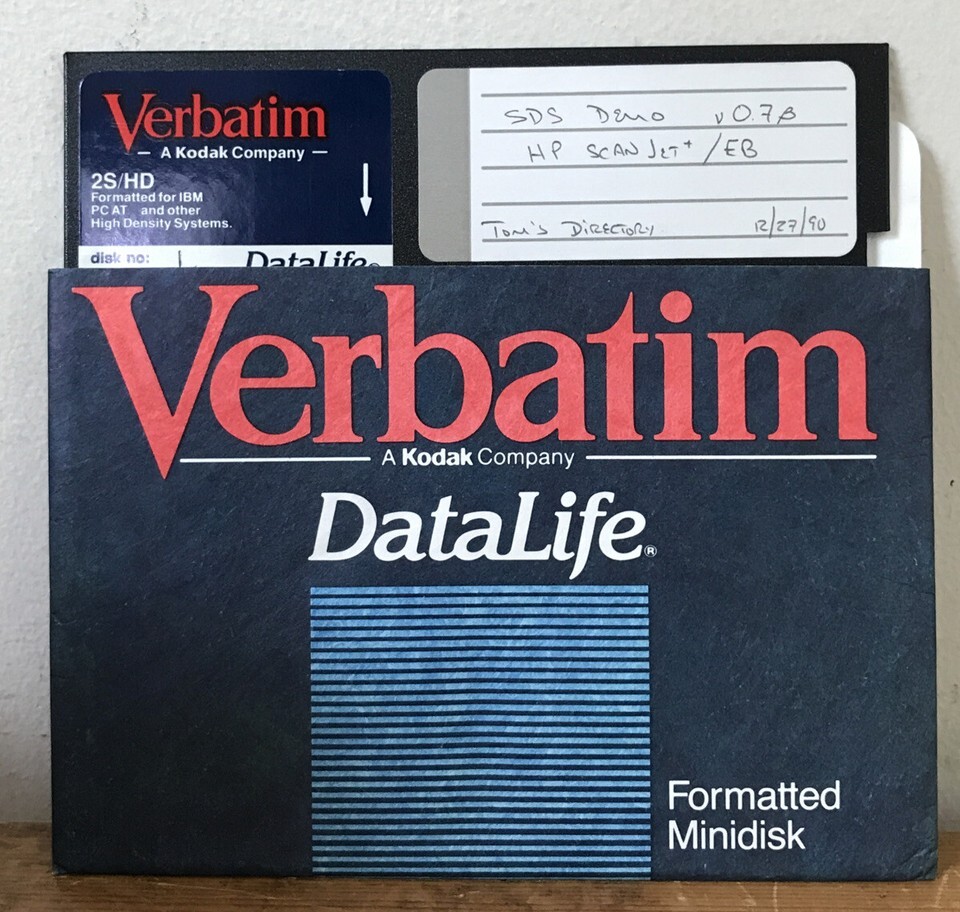 Verbatim
A Kodak Company
2S/HD
Formatted for IBM
PC AT and other
High Density Systems.
disk no:
DataLife®
SDS DEMO v0.7β
HP SCANJET+/EB
TOM'S DIRECTORY 12/27/90
Verbatim
A Kodak Company
DataLife®
Formatted
Minidisk